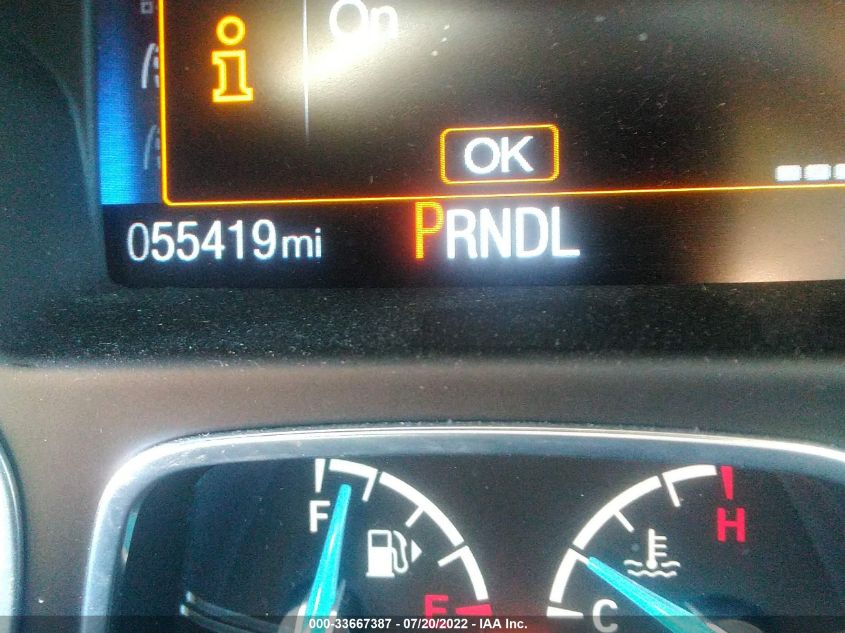 On
i
OK
055419mi PRNDL
F
H
E
C
000-33667387 - 07/20/2022 - IAA Inc.